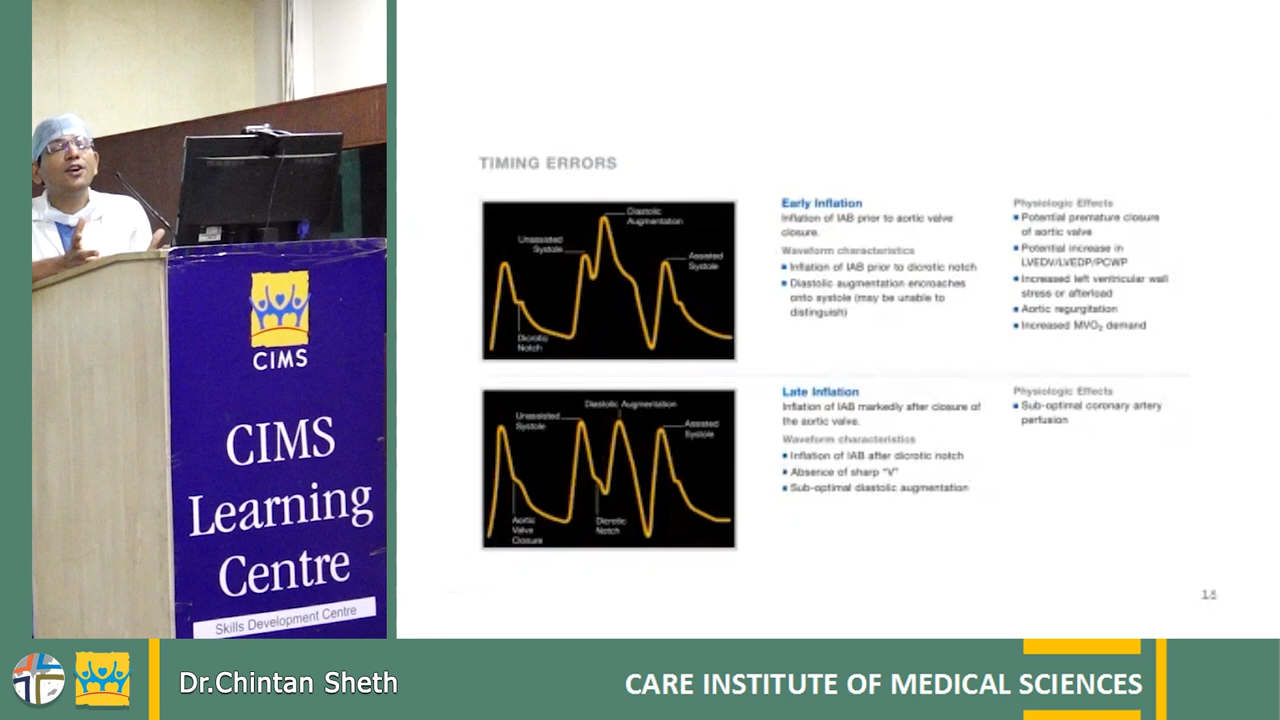 TIMING ERRORS
Diastolic
Augmentation
Unassisted
Systole
Assisted
Systole
Dicrotic
Notch
Early Inflation
Inflation of IAB prior to aortic valve
closure.
Waveform characteristics
Inflation of IAB prior to dicrotic notch
Diastolic augmentation encroaches
onto systole (may be unable to
distinguish)
Physiologic Effects
Potential premature closure
of aortic valve
Potential increase in
LVEDV/LVEDP/PCWP
Increased left ventricular wall
stress or afterload
Aortic regurgitation
Increased MVO₂ demand
Diastolic Augmentation
Unassisted
Systole
Assisted
Systole
Aortic
Valve
Closure
Dicrotic
Notch
Late Inflation
Inflation of IAB markedly after closure of
the aortic valve.
Waveform characteristics
Inflation of IAB after dicrotic notch
Absence of sharp "V"
Sub-optimal diastolic augmentation
Physiologic Effects
Sub-optimal coronary artery
perfusion
CIMS
CIMS
Learning
Centre
Skills Development Centre
Dr.Chintan Sheth
CARE INSTITUTE OF MEDICAL SCIENCES